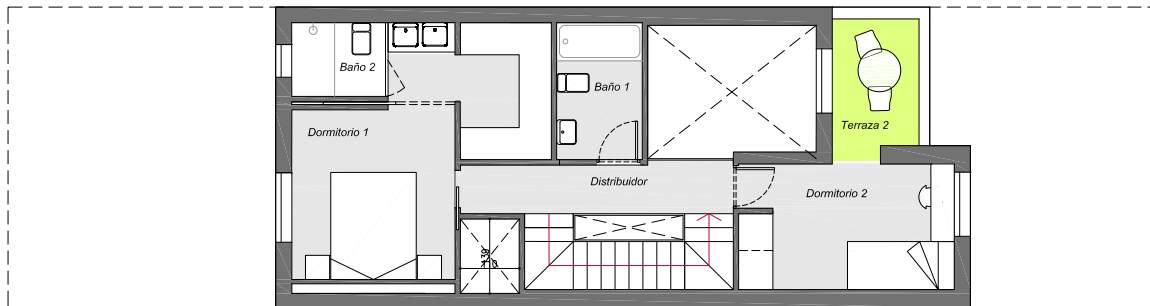 Baño 2
Baño 1
Terraza 2
Dormitorio 1
Distribuidor
Dormitorio 2